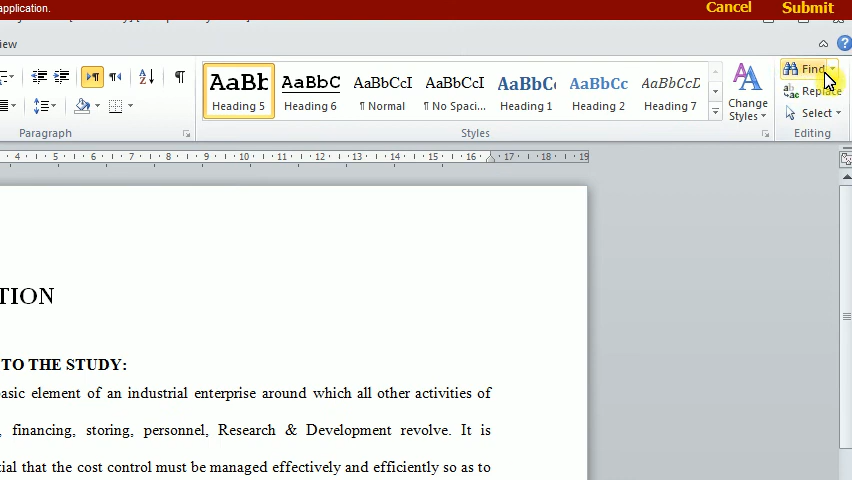 application.
Cancel Submit
iew
AaBb AaBbC AaBbCcI AaBbCcI AaBbCc AaBbCc AaBbCcD
Heading 5 Heading 6 ¶ Normal ¶ No Spaci... Heading 1 Heading 2 Heading 7
Change
Styles
Find
Replace
Select
Paragraph Styles Editing
4 5 6 7 8 9 10 11 12 13 14 15 16 17 18 19
TION
TO THE STUDY:
asic element of an industrial enterprise around which all other activities of
, financing, storing, personnel, Research & Development revolve. It is
tial that the cost control must be managed effectively and efficiently so as to